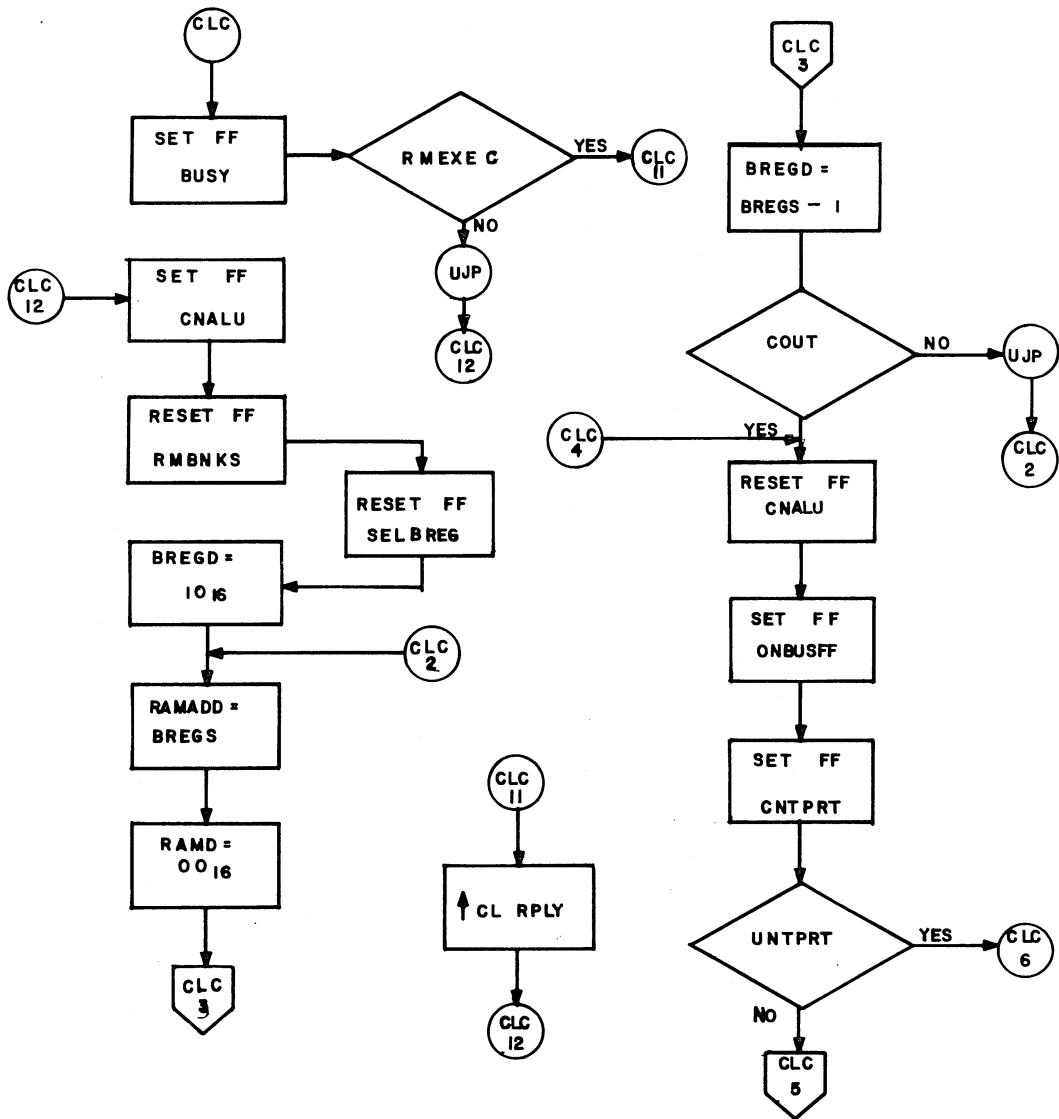 CLC
SET FF
BUSY
RMEXEC
YES
CLC
11
NO
UJP
CLC
12
CLC
12
SET FF
CNALU
RESET FF
RMBNKS
RESET FF
SELBREG
BREGD =
10 16
CLC
2
RAMADD =
BREGS
RAMD =
00 16
CLC
3
CLC
11
↑ CL RPLY
CLC
12
CLC
3
BREGD =
BREGS - 1
COUT
NO
UJP
CLC
2
YES
CLC
4
RESET FF
CNALU
SET FF
ONBUSFF
SET FF
CNTPRT
UNTPRT
YES
CLC
6
NO
CLC
5